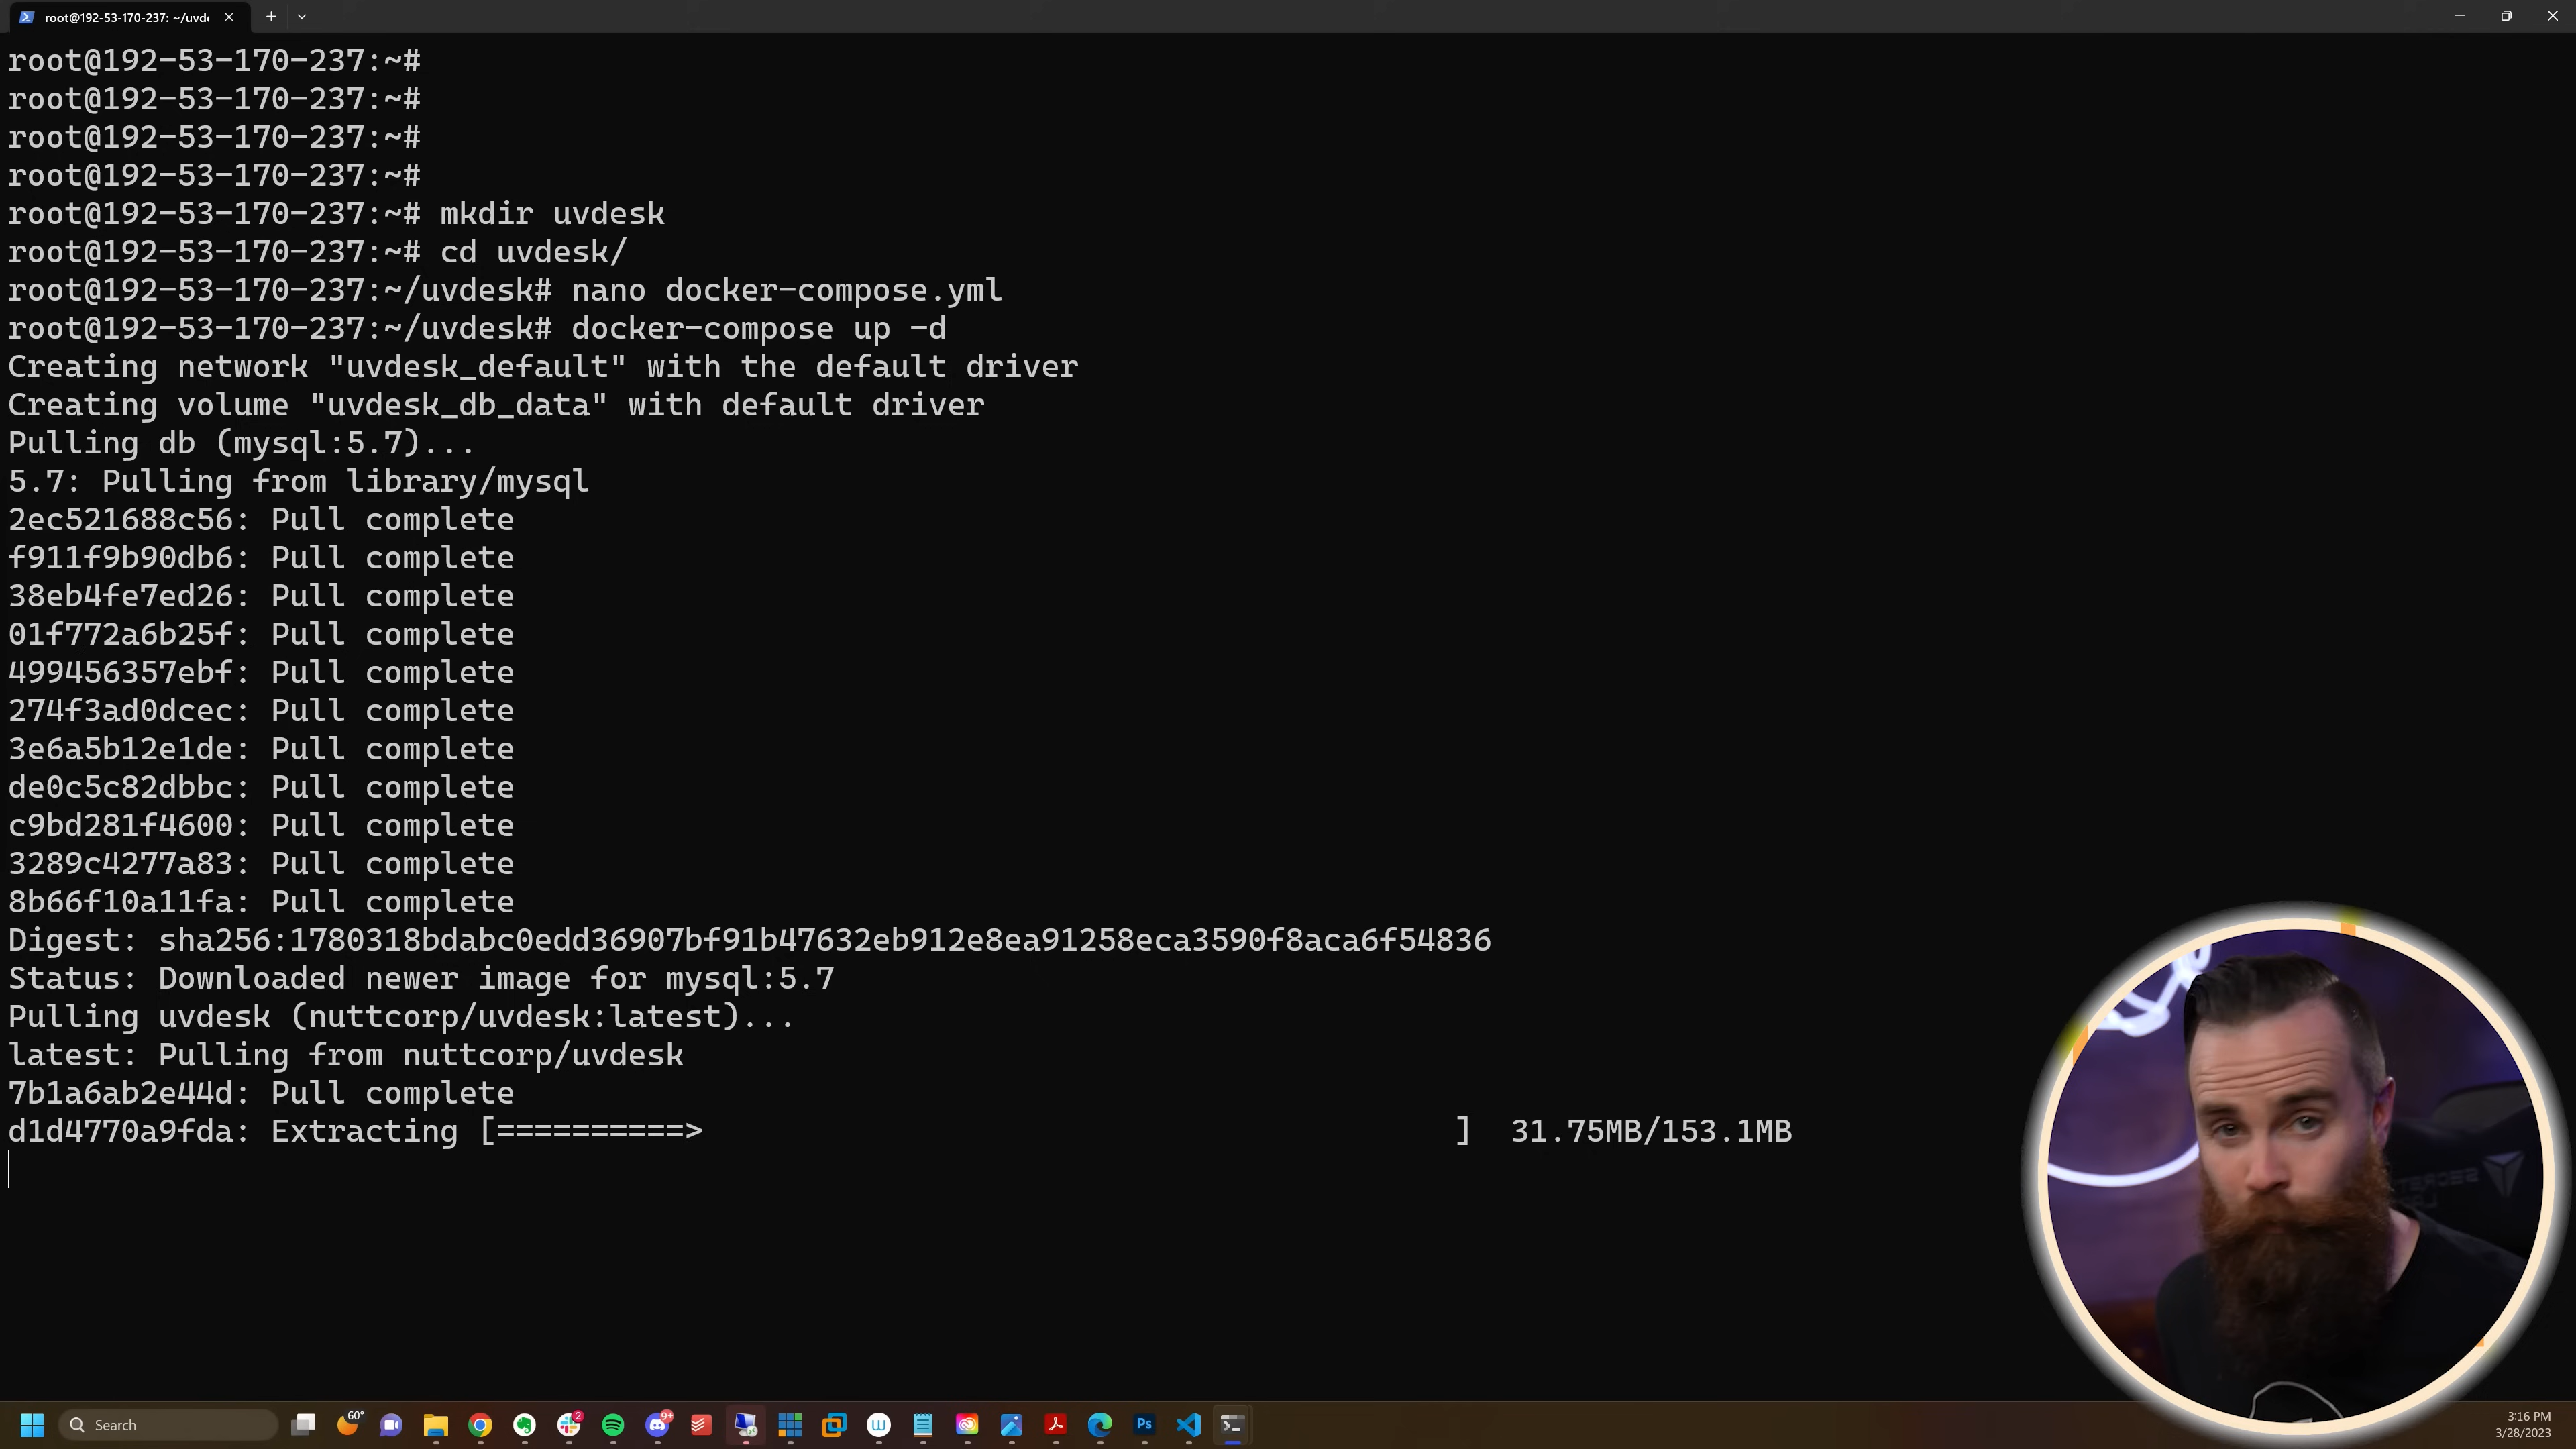 root@192-53-170-237: ~/uvde
root@192-53-170-237:~#
root@192-53-170-237:~#
root@192-53-170-237:~#
root@192-53-170-237:~#
root@192-53-170-237:~# mkdir uvdesk
root@192-53-170-237:~# cd uvdesk/
root@192-53-170-237:~/uvdesk# nano docker-compose.yml
root@192-53-170-237:~/uvdesk# docker-compose up -d
Creating network "uvdesk_default" with the default driver
Creating volume "uvdesk_db_data" with default driver
Pulling db (mysql:5.7)...
5.7: Pulling from library/mysql
2ec521688c56: Pull complete
f911f9b90db6: Pull complete
38eb4fe7ed26: Pull complete
01f772a6b25f: Pull complete
499456357ebf: Pull complete
274f3ad0dcec: Pull complete
3e6a5b12e1de: Pull complete
de0c5c82dbbc: Pull complete
c9bd281f4600: Pull complete
3289c4277a83: Pull complete
8b66f10a11fa: Pull complete
Digest: sha256:1780318bdabc0edd36907bf91b47632eb912e8ea91258eca3590f8aca6f54836
Status: Downloaded newer image for mysql:5.7
Pulling uvdesk (nuttcorp/uvdesk:latest)...
latest: Pulling from nuttcorp/uvdesk
7b1a6ab2e44d: Pull complete
d1d4770a9fda: Extracting [==========>                                        ]  31.75MB/153.1MB
Search
60°
2
9+
W
Ps
3:16 PM
3/28/2023